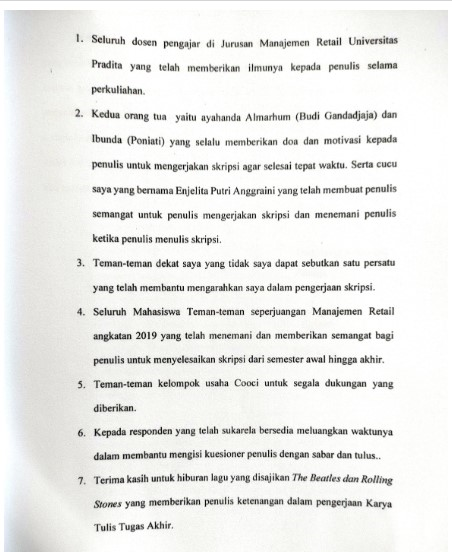 1. Seluruh dosen pengajar di Jurusan Manajemen Retail Universitas
Pradita yang telah memberikan ilmunya kepada penulis selama
perkuliahan.
2. Kedua orang tua yaitu ayahanda Almarhum (Budi Gandadjaja) dan
Ibunda (Poniati) yang selalu memberikan doa dan motivasi kepada
penulis untuk mengerjakan skripsi agar selesai tepat waktu. Serta cucu
saya yang bernama Enjelita Putri Anggraini yang telah membuat penulis
semangat untuk penulis mengerjakan skripsi dan menemani penulis
ketika penulis menulis skripsi.
3. Teman-teman dekat saya yang tidak saya dapat sebutkan satu persatu
yang telah membantu mengarahkan saya dalam pengerjaan skripsi.
4. Seluruh Mahasiswa Teman-teman seperjuangan Manajemen Retail
angkatan 2019 yang telah menemani dan memberikan semangat bagi
penulis untuk menyelesaikan skripsi dari semester awal hingga akhir.
5. Teman-teman kelompok usaha Cooci untuk segala dukungan yang
diberikan.
6. Kepada responden yang telah sukarela bersedia meluangkan waktunya
dalam membantu mengisi kuesioner penulis dengan sabar dan tulus..
7. Terima kasih untuk hiburan lagu yang disajikan The Beatles dan Rolling
Stones yang memberikan penulis ketenangan dalam pengerjaan Karya
Tulis Tugas Akhir.